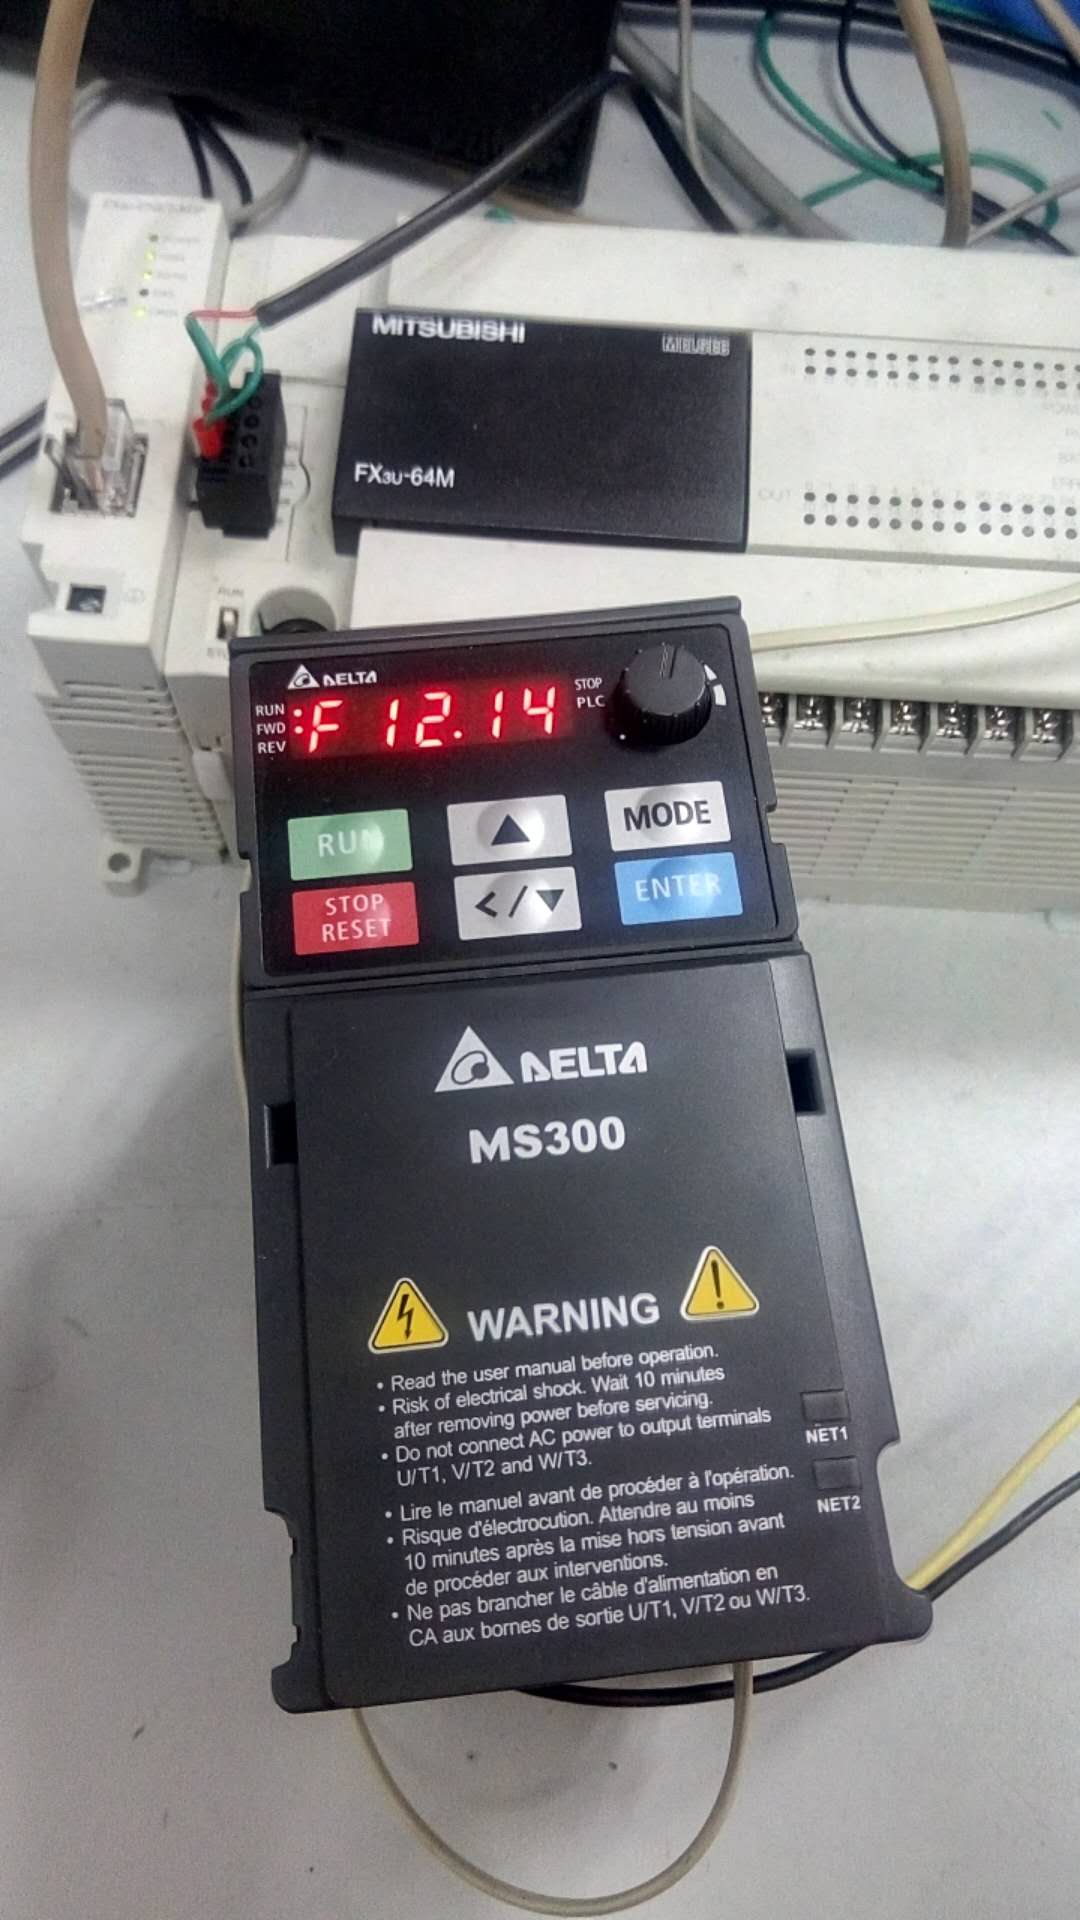 MITSUBISHI
MELSEC
FX3U-64M
IN
OUT
RUN
DELTA
RUN
FWD
REV
F 12.14
STOP
PLC
RUN
▲
MODE
STOP
RESET
</▼
ENTER
DELTA
MS300
WARNING
• Read the user manual before operation.
• Risk of electrical shock. Wait 10 minutes
after removing power before servicing.
• Do not connect AC power to output terminals
U/T1, V/T2 and W/T3.
NET1
NET2
• Lire le manuel avant de procéder à l'opération.
• Risque d'électrocution. Attendre au moins
10 minutes après la mise hors tension avant
de procéder aux interventions.
• Ne pas brancher le câble d'alimentation en
CA aux bornes de sortie U/T1, V/T2 ou W/T3.